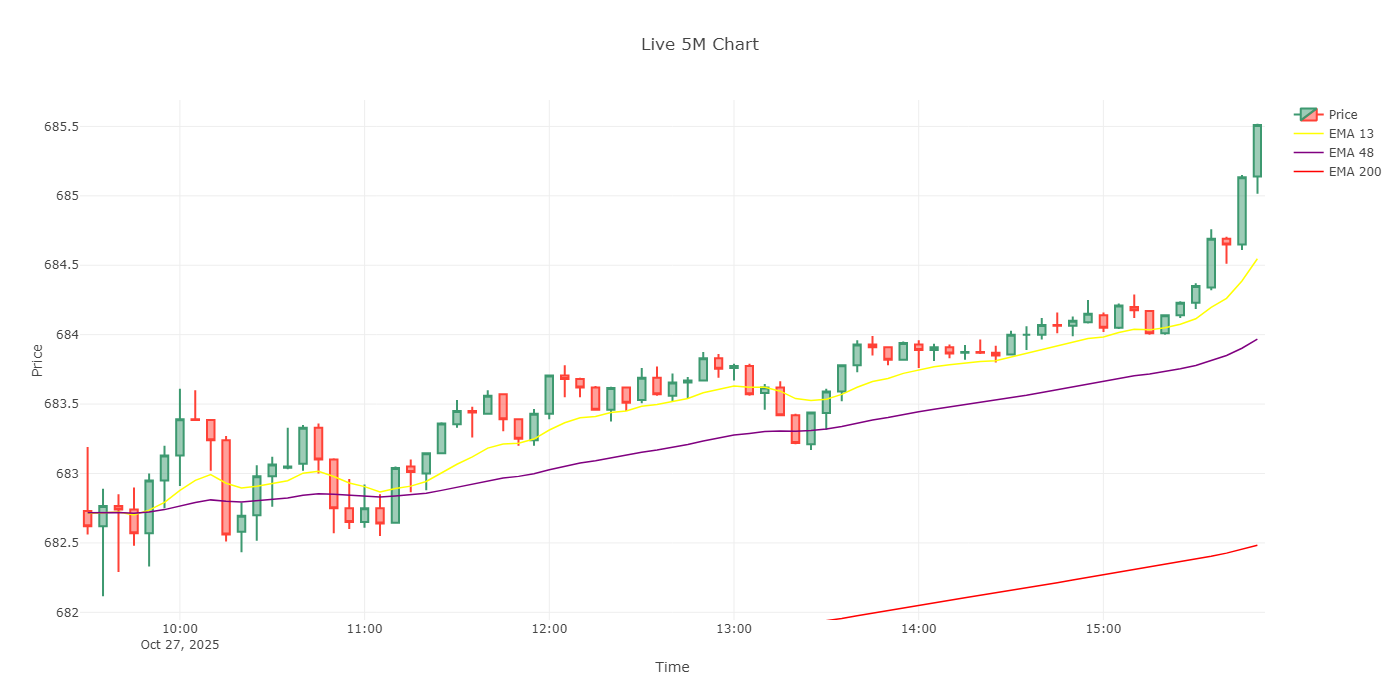 Live 5M Chart
Price
EMA 13
EMA 48
EMA 200
685.5
685
684.5
684
683.5
683
682.5
682
Price
10:00
11:00
12:00
13:00
14:00
15:00
Oct 27, 2025
Time